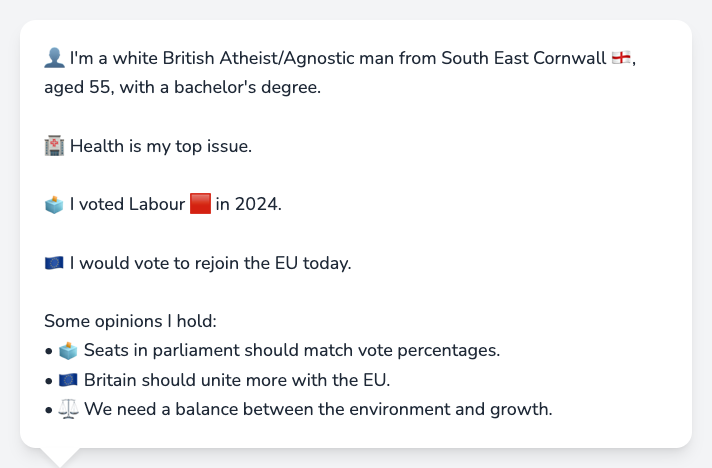 👤 I'm a white British Atheist/Agnostic man from South East Cornwall 🏴󠁧󠁢󠁥󠁮󠁧󠁿,
aged 55, with a bachelor's degree.
🏥 Health is my top issue.
🗳️ I voted Labour 🟥 in 2024.
🇪🇺 I would vote to rejoin the EU today.
Some opinions I hold:
• 🗳️ Seats in parliament should match vote percentages.
• 🇪🇺 Britain should unite more with the EU.
• ⚖️ We need a balance between the environment and growth.